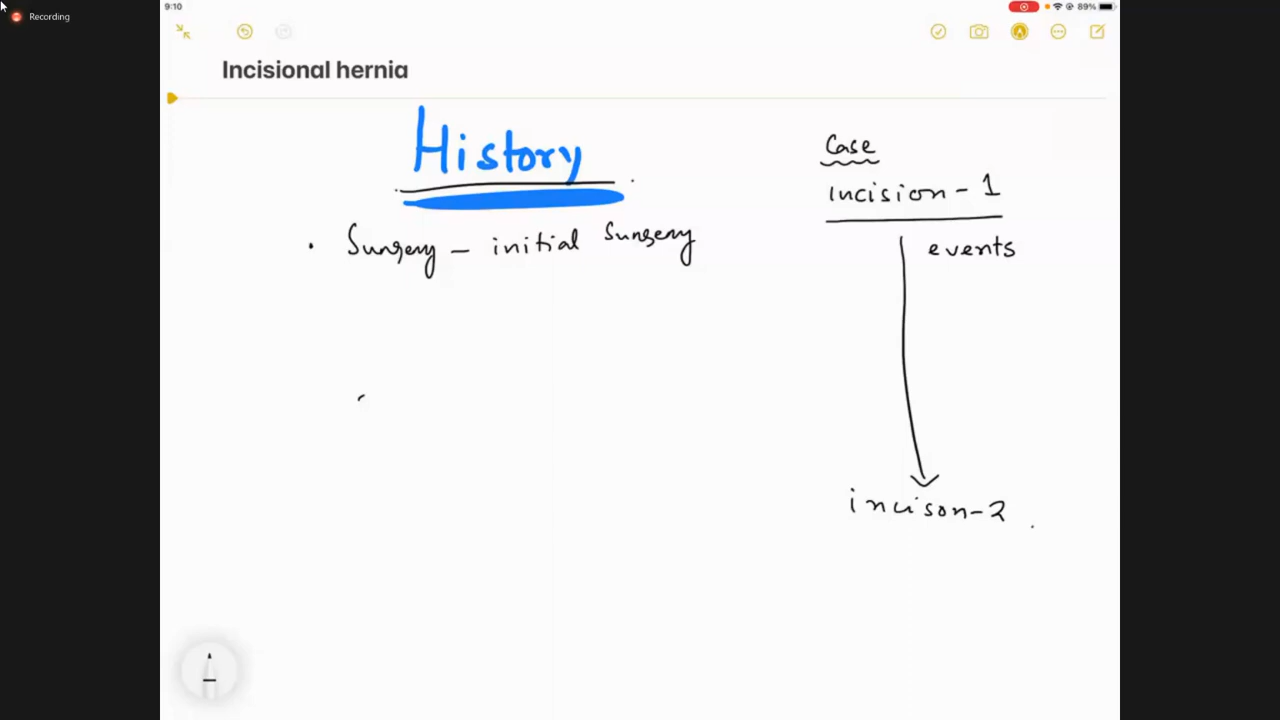 Recording
9:10
89%
Incisional hernia
History
Case
incision - 1
• Surgery - initial Surgery
events
incison - 2